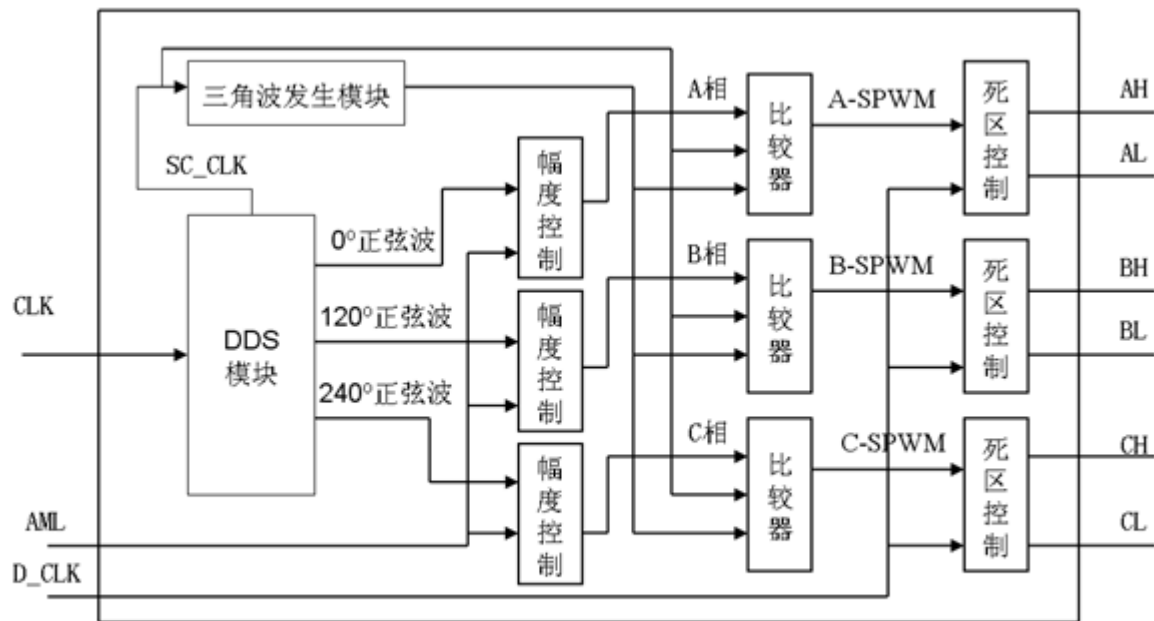 三角波发生模块
SC_CLK
CLK
DDS
模块
0°正弦波
120°正弦波
240°正弦波
AML
D_CLK
幅度控制
幅度控制
幅度控制
A相
B相
C相
比较器
比较器
比较器
A-SPWM
B-SPWM
C-SPWM
死区控制
死区控制
死区控制
AH
AL
BH
BL
CH
CL